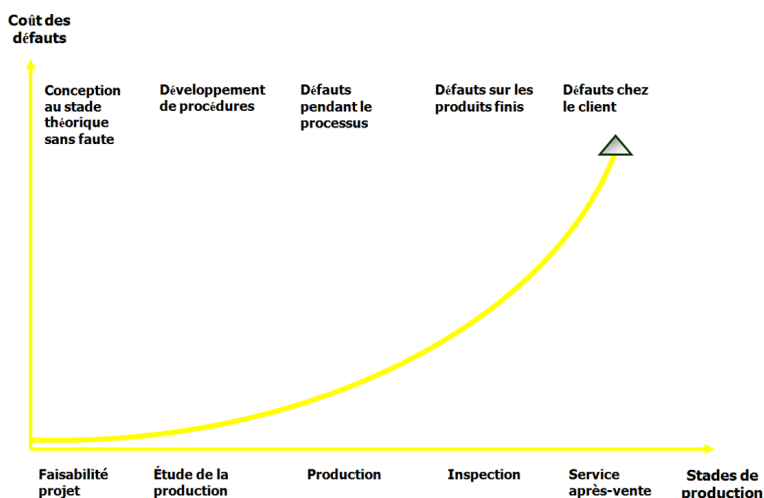 Coût des
défauts
Conception
au stade
théorique
sans faute
Développement
de procédures
Défauts
pendant le
processus
Défauts sur les
produits finis
Défauts chez
le client
Faisabilité
projet
Étude de la
production
Production
Inspection
Service
après-vente
Stades de
production